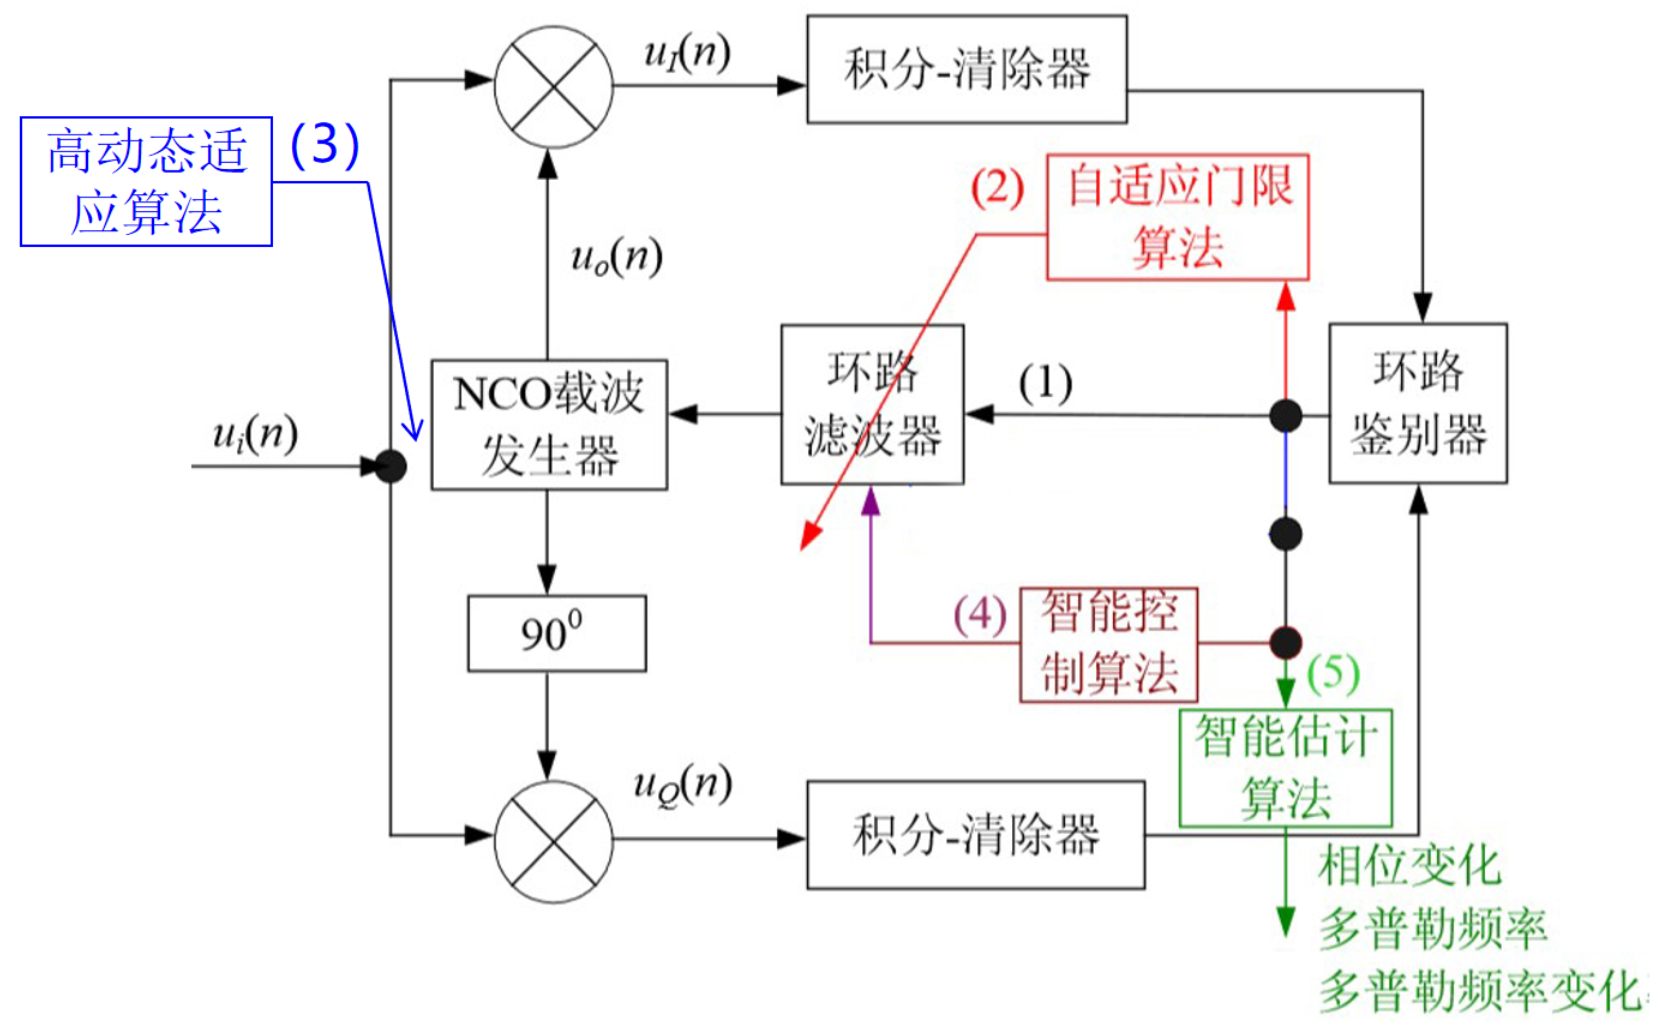 u_I(n)
积分-清除器
高动态适
应算法
(3)
(2)
自适应门限
算法
u_o(n)
NCO载波
发生器
环路
滤波器
(1)
环路
鉴别器
u_i(n)
90⁰
(4)
智能控
制算法
(5)
智能估计
算法
u_Q(n)
积分-清除器
相位变化
多普勒频率
多普勒频率变化